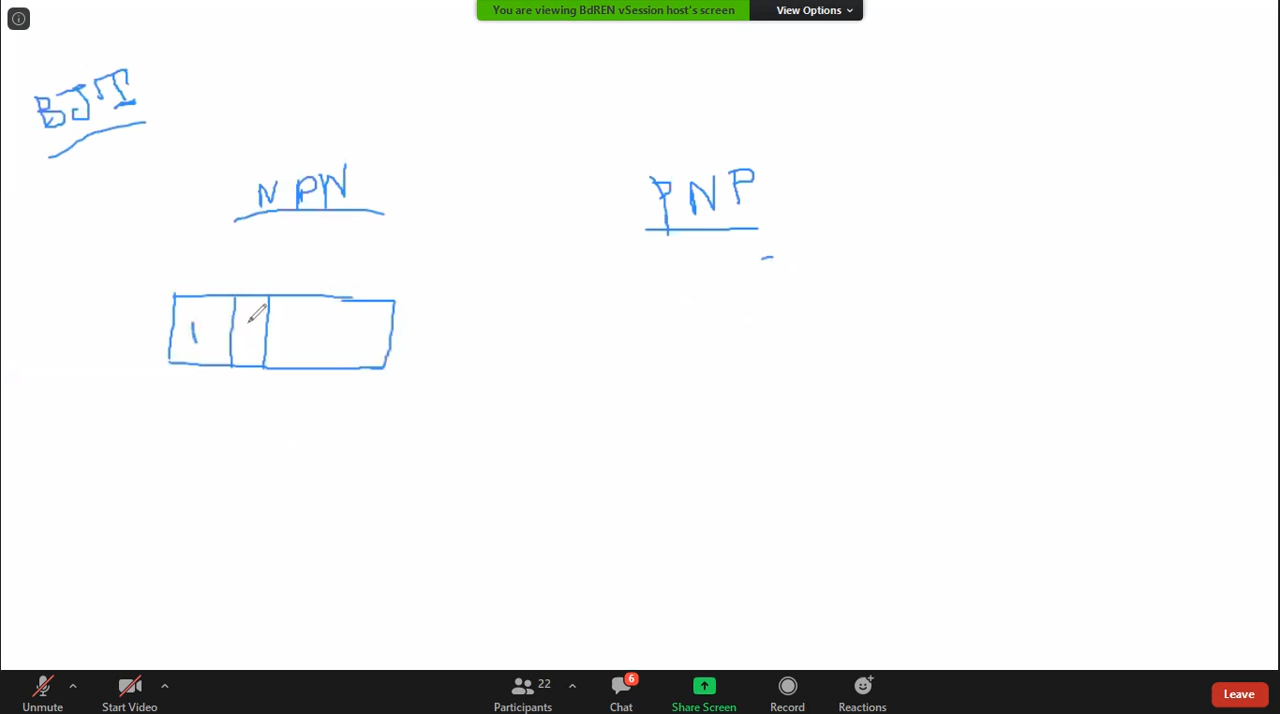 You are viewing BdREN vSession host's screen View Options
BJT
NPN PNP
Unmute Start Video 22 Participants 6 Chat Share Screen Record Reactions Leave